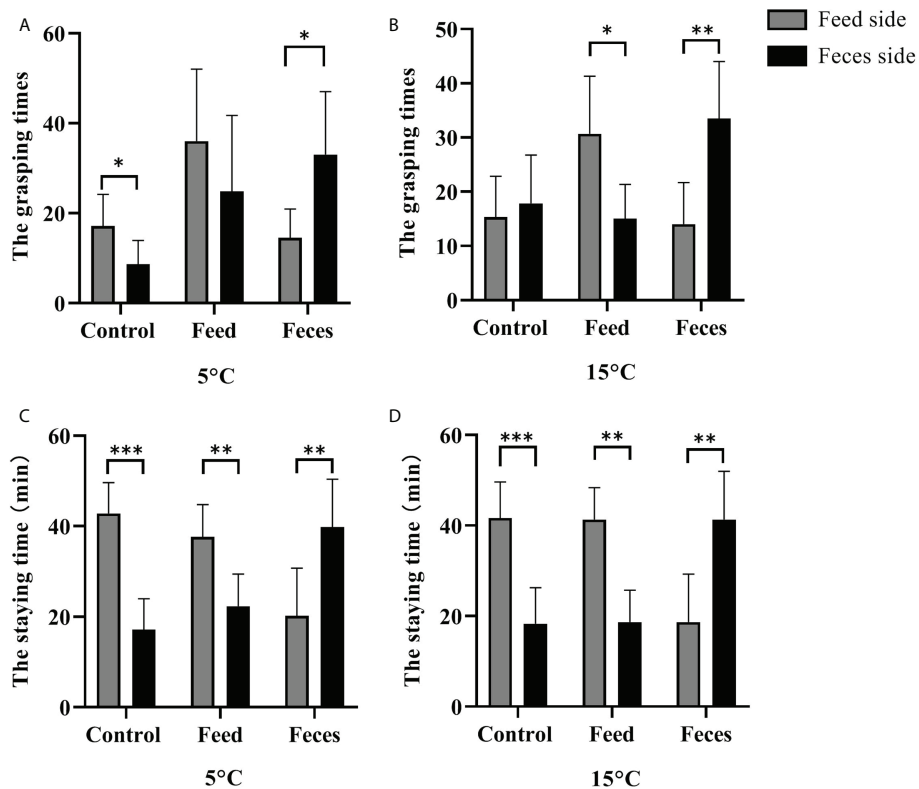 A
The grasping times
60
40
20
0
*
*
Control
Feed
Feces
5°C
B
The grasping times
50
40
30
20
10
0
*
**
Control
Feed
Feces
15°C
Feed side
Feces side
C
The staying time (min)
60
40
20
0
***
**
**
Control
Feed
Feces
5°C
D
The staying time (min)
60
40
20
0
***
**
**
Control
Feed
Feces
15°C